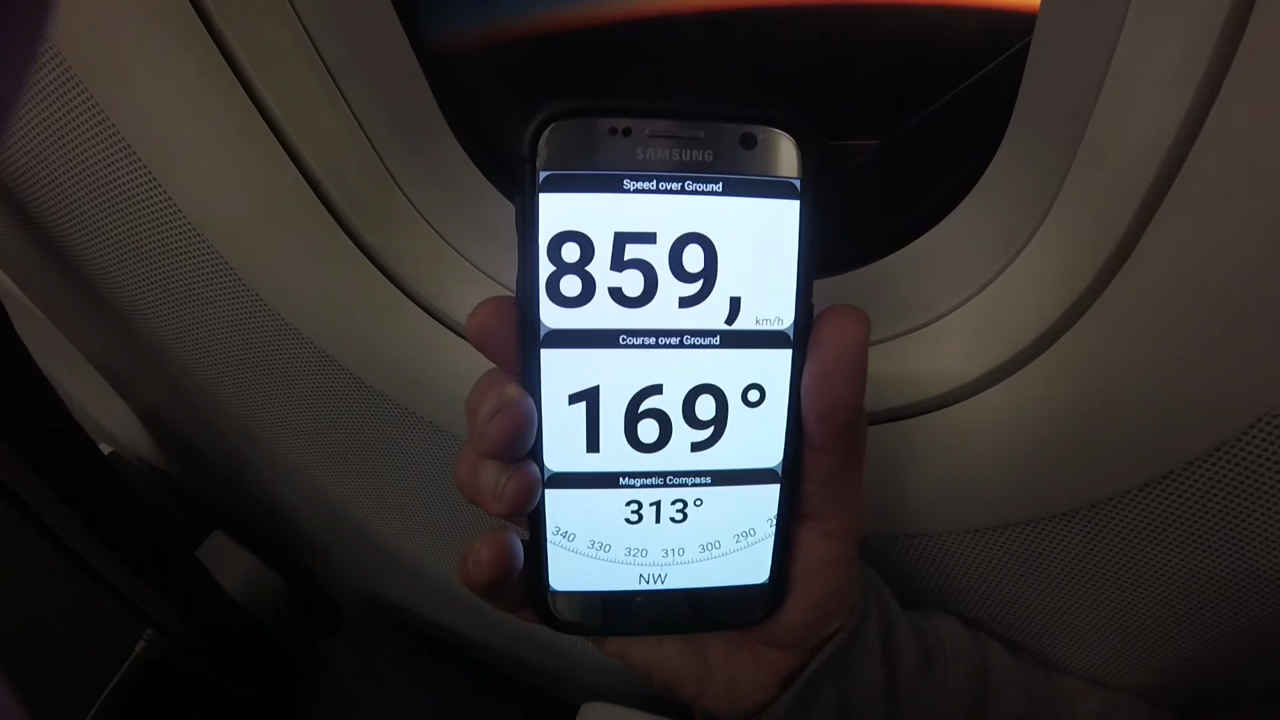 SAMSUNG
Speed over Ground
859,
km/h
Course over Ground
169°
Magnetic Compass
313°
340 330 320 310 300 290
NW